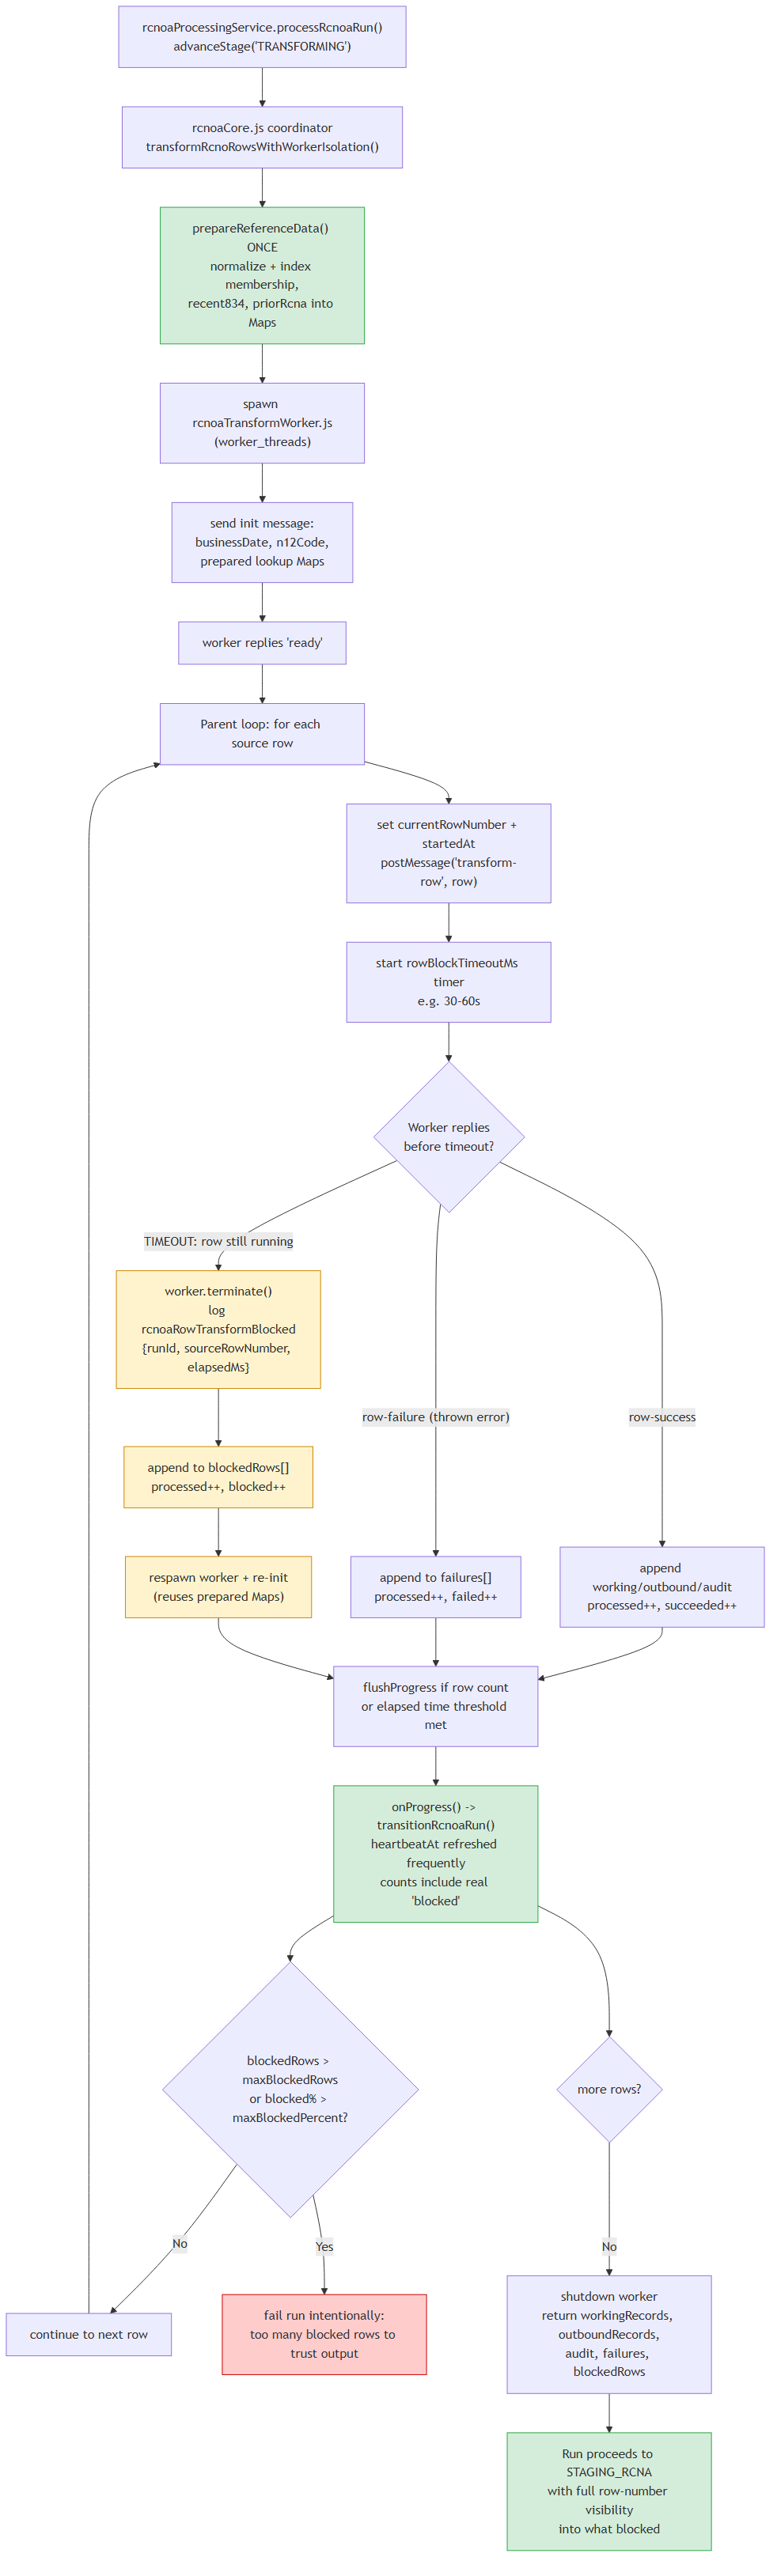 rcnoaProcessingService.processRcnoaRun()
advanceStage('TRANSFORMING')
rcnoaCore.js coordinator
transformRcnoRowsWithWorkerIsolation()
prepareReferenceData()
ONCE
normalize + index
membership,
recent834, priorRcna into
Maps
spawn
rcnoaTransformWorker.js
(worker_threads)
send init message:
businessDate, n12Code,
prepared lookup Maps
worker replies 'ready'
Parent loop: for each
source row
set currentRowNumber +
startedAt
postMessage('transform-
row', row)
start rowBlockTimeoutMs
timer
e.g. 30-60s
Worker replies
before timeout?
TIMEOUT: row still running
worker.terminate()
log
rcnoaRowTransformBlocked
{runId, sourceRowNumber,
elapsedMs}
row-failure (thrown error)
row-success
append to blockedRows[]
processed++, blocked++
respawn worker + re-init
(reuses prepared Maps)
append to failures[]
processed++, failed++
append
working/outbound/audit
processed++, succeeded++
flushProgress if row count
or elapsed time threshold
met
onProgress() ->
transitionRcnoaRun()
heartbeatAt refreshed
frequently
counts include real
'blocked'
blockedRows >
maxBlockedRows
or blocked% >
maxBlockedPercent?
more rows?
No
Yes
No
continue to next row
fail run intentionally:
too many blocked rows to
trust output
shutdown worker
return workingRecords,
outboundRecords,
audit, failures,
blockedRows
Run proceeds to
STAGING_RCNA
with full row-number
visibility
into what blocked